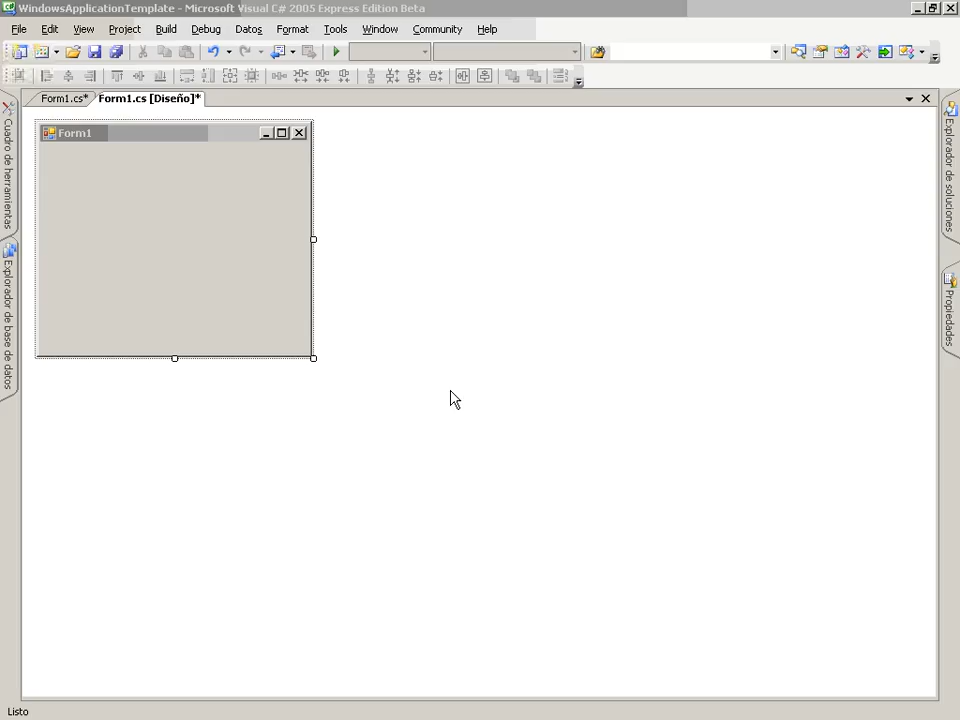 WindowsApplicationTemplate - Microsoft Visual C# 2005 Express Edition Beta
File Edit View Project Build Debug Datos Format Tools Window Community Help
Form1.cs* Form1.cs [Diseño]*
Form1
Cuadro de herramientas
Explorador de base de datos
Explorador de soluciones
Propiedades
Listo